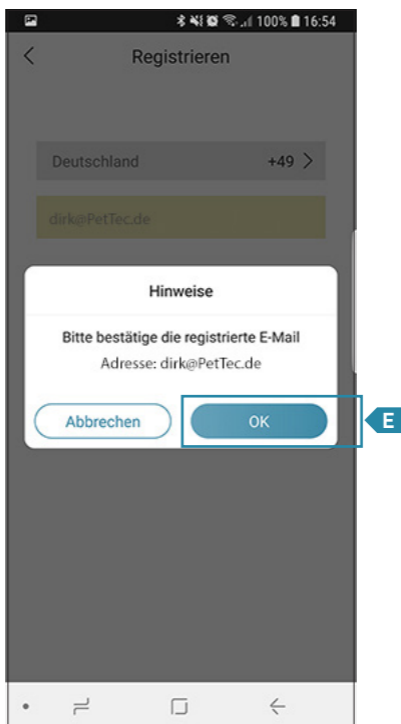 100% 16:54
Registrieren
Deutschland +49
dirk@PetTec.de
Hinweise
Bitte bestätige die registrierte E-Mail
Adresse: dirk@PetTec.de
Abbrechen OK
E